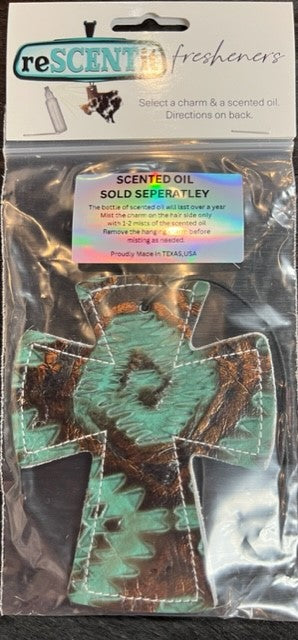 reSCENTit fresheners
Select a charm & a scented oil.
Directions on back.
SCENTED OIL
SOLD SEPERATLEY
The bottle of scented oil will last over a year
Mist the charm on the hair side only
with 1-2 mists of the scented oil
Remove the hanging before
misting as needed.
Proudly Made in TEXAS,USA